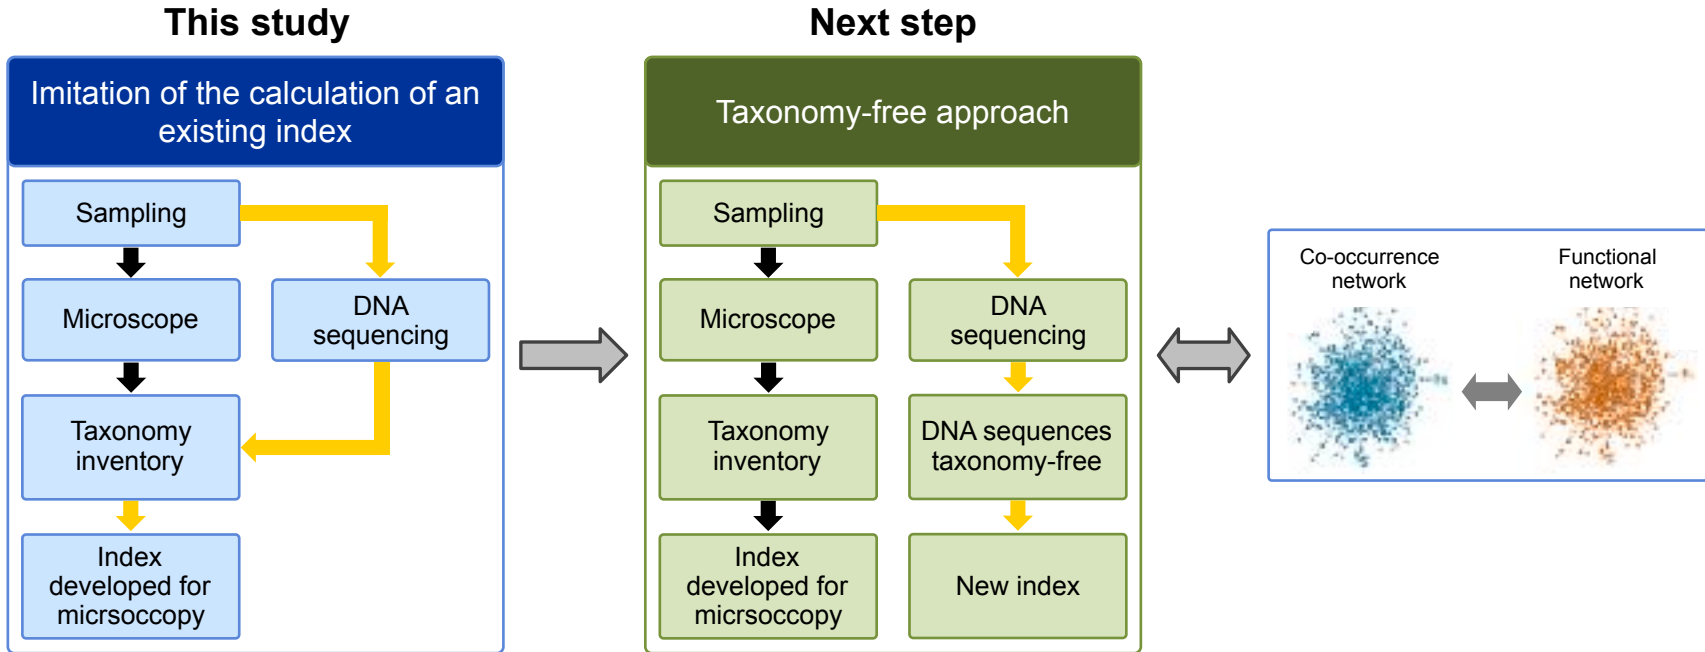 This study
Imitation of the calculation of an
existing index
Sampling
Microscope
DNA
sequencing
Taxonomy
inventory
Index
developed for
micrsoccopy
Next step
Taxonomy-free approach
Sampling
Microscope
DNA
sequencing
Taxonomy
inventory
DNA sequences
taxonomy-free
Index
developed for
micrsoccopy
New index
Co-occurrence
network
Functional
network